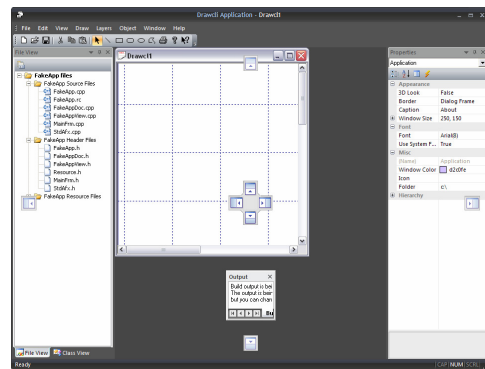 Drawcli Application - Drawcl1
File Edit View Draw Layers Object Window Help
File View
FakeApp files
FakeApp Source Files
FakeApp.cpp
FakeApp.rc
FakeAppDoc.cpp
FakeAppView.cpp
MainFrm.cpp
StdAfx.cpp
FakeApp Header Files
FakeApp.h
FakeAppDoc.h
FakeAppView.h
Resource.h
MainFrm.h
StdAfx.h
FakeApp Resource Files
File View Class View
Drawcl1
Output
Build output is bei
The output is beir
but you can chan
Bu
Properties
Application
Appearance
3D Look False
Border Dialog Frame
Caption About
Window Size 250, 150
Font
Font Arial(8)
Use System F... True
Misc
(Name) Application
Window Color d2c0fe
Icon
Folder c:\
Hierarchy
Ready
CAP NUM SCRL